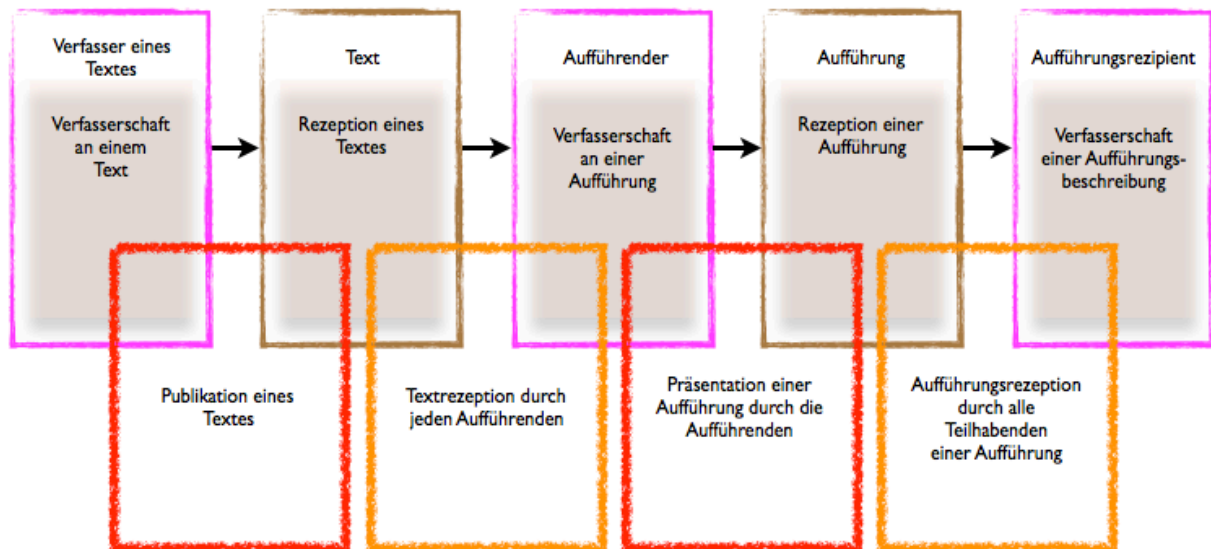 Verfasser eines
Textes
Verfasserschaft
an einem
Text
Text
Rezeption eines
Textes
Aufführender
Verfasserschaft
an einer
Aufführung
Aufführung
Rezeption einer
Aufführung
Aufführungsrezipient
Verfasserschaft
einer Aufführungs-
beschreibung
Publikation eines
Textes
Textrezeption durch
jeden Aufführenden
Präsentation einer
Aufführung durch die
Aufführenden
Aufführungsrezeption
durch alle
Teilhabenden
einer Aufführung